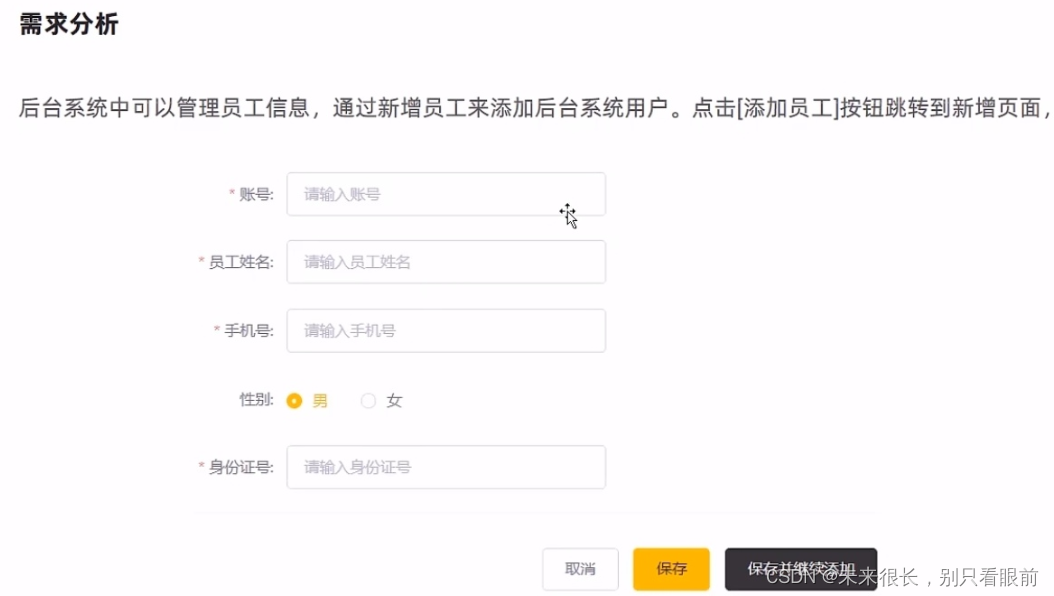 需求分析
后台系统中可以管理员工信息，通过新增员工来添加后台系统用户。点击[添加员工]按钮跳转到新增页面，
* 账号: 请输入账号
* 员工姓名: 请输入员工姓名
* 手机号: 请输入手机号
性别: 男 女
* 身份证号: 请输入身份证号
取消 保存 保存并继续添加
CSDN @未来很长，别只看眼前